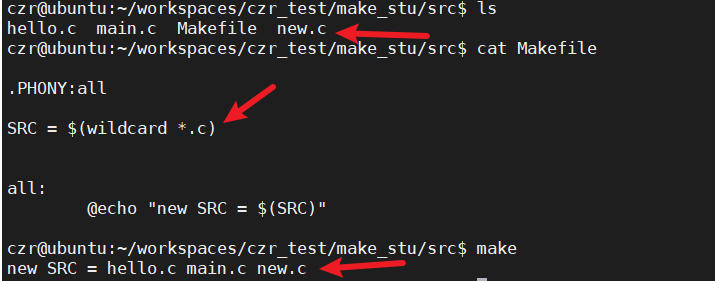 czr@ubuntu:~/workspaces/czr_test/make_stu/src$ ls
hello.c  main.c  Makefile  new.c
czr@ubuntu:~/workspaces/czr_test/make_stu/src$ cat Makefile
.PHONY:all
SRC = $(wildcard *.c)
all:
        @echo "new SRC = $(SRC)"
czr@ubuntu:~/workspaces/czr_test/make_stu/src$ make
new SRC = hello.c main.c new.c